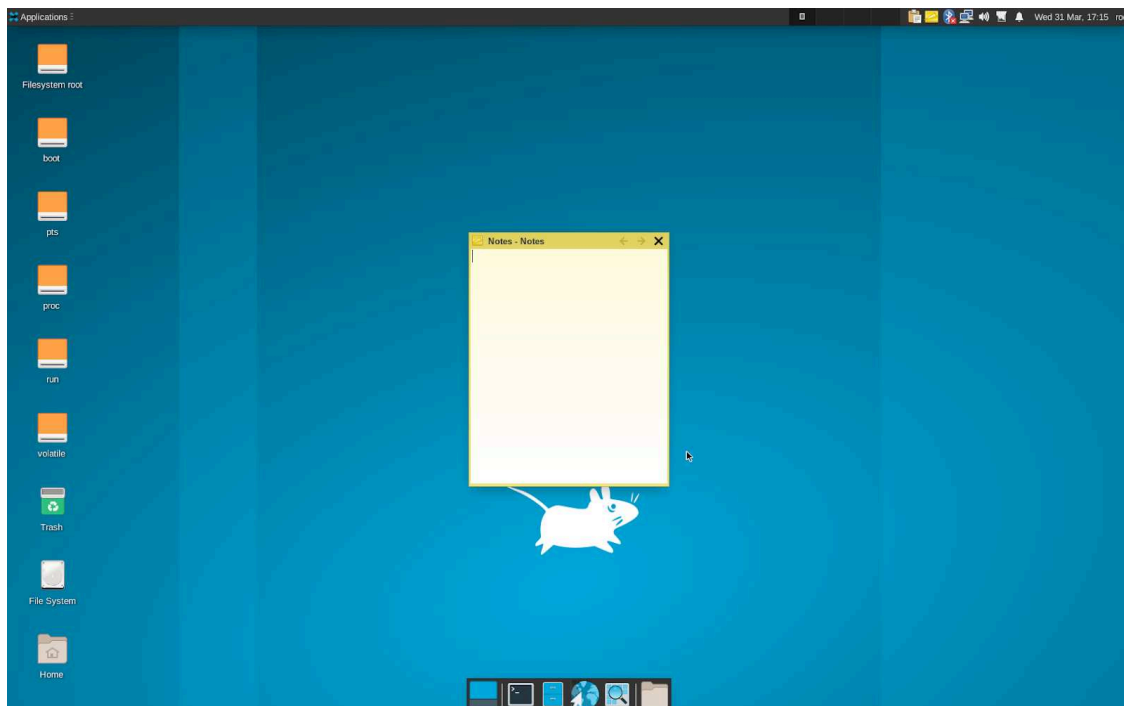 Applications
Wed 31 Mar, 17:15
Filesystem root
boot
pts
proc
run
volatile
Trash
File System
Home
Notes - Notes